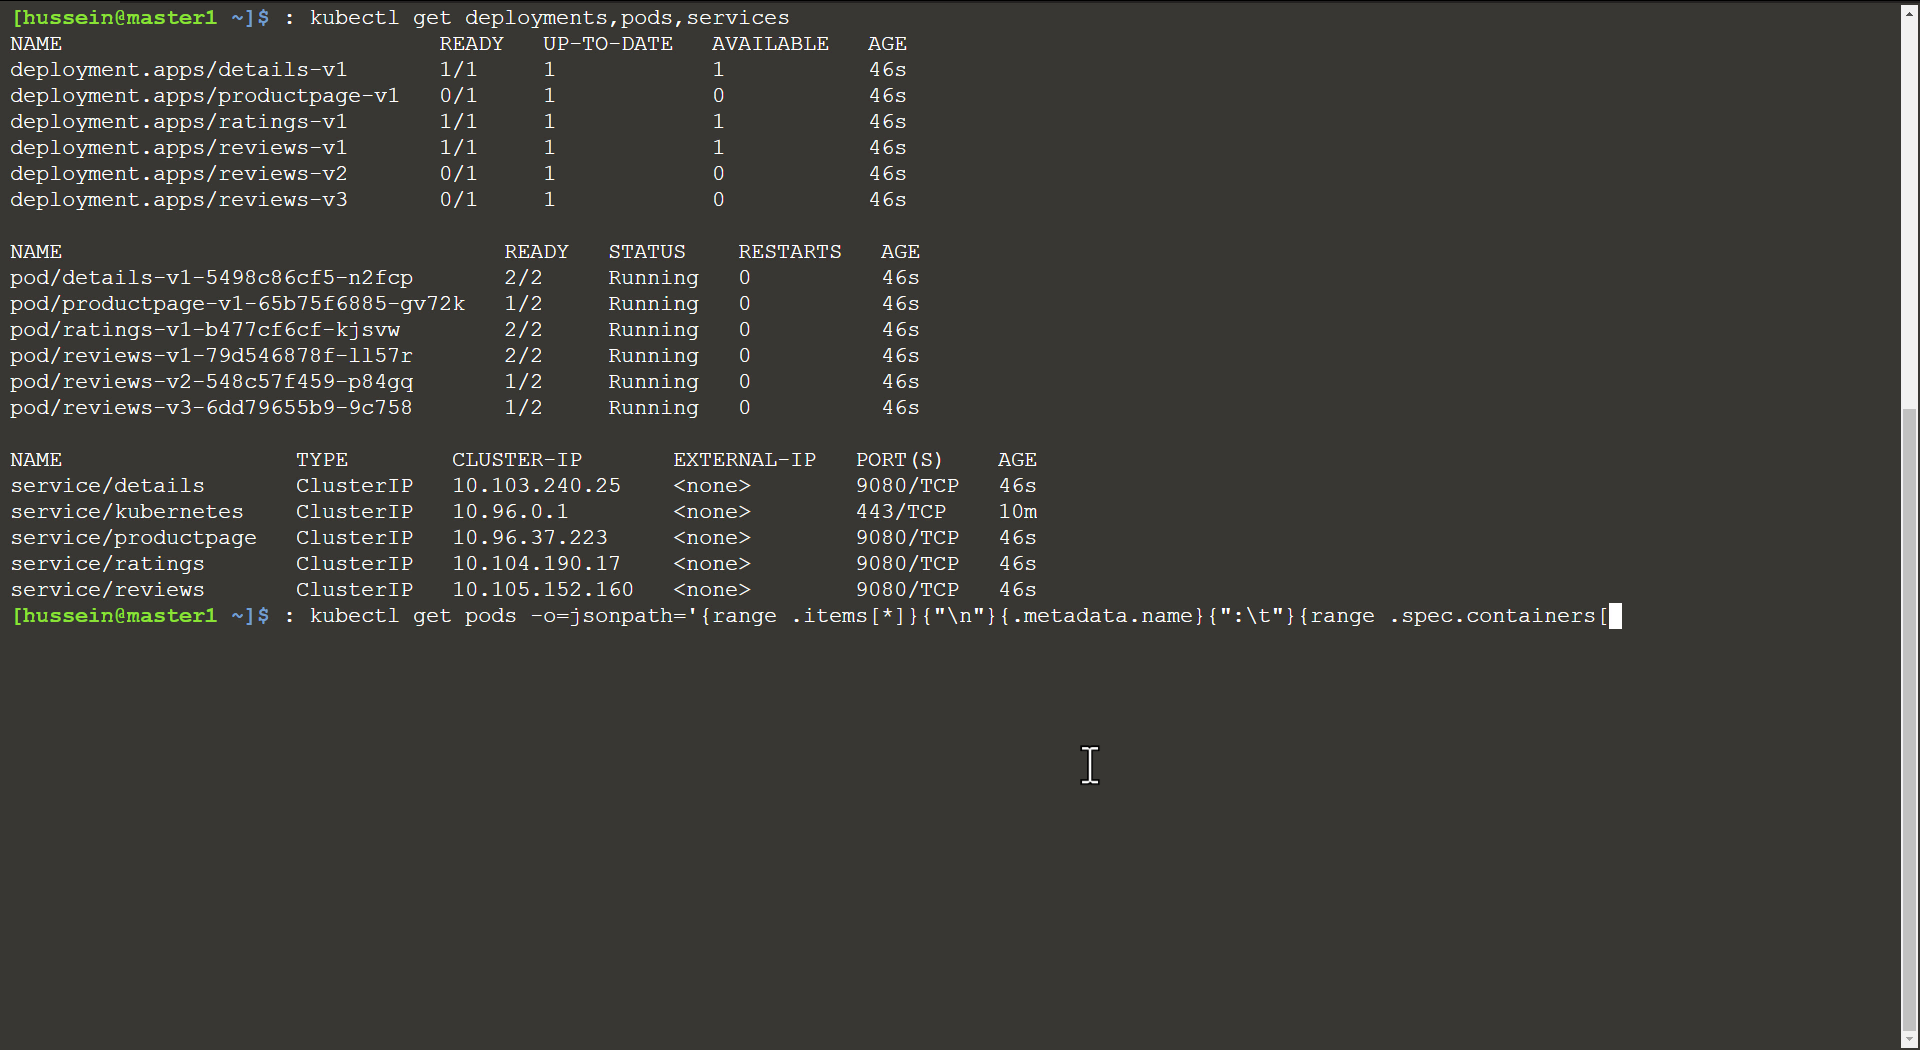 [hussein@master1 ~]$ : kubectl get deployments,pods,services
NAME READY UP-TO-DATE AVAILABLE AGE
deployment.apps/details-v1 1/1 1 1 46s
deployment.apps/productpage-v1 0/1 1 0 46s
deployment.apps/ratings-v1 1/1 1 1 46s
deployment.apps/reviews-v1 1/1 1 1 46s
deployment.apps/reviews-v2 0/1 1 0 46s
deployment.apps/reviews-v3 0/1 1 0 46s
NAME READY STATUS RESTARTS AGE
pod/details-v1-5498c86cf5-n2fcp 2/2 Running 0 46s
pod/productpage-v1-65b75f6885-gv72k 1/2 Running 0 46s
pod/ratings-v1-b477cf6cf-kjsvw 2/2 Running 0 46s
pod/reviews-v1-79d546878f-ll57r 2/2 Running 0 46s
pod/reviews-v2-548c57f459-p84gq 1/2 Running 0 46s
pod/reviews-v3-6dd79655b9-9c758 1/2 Running 0 46s
NAME TYPE CLUSTER-IP EXTERNAL-IP PORT(S) AGE
service/details ClusterIP 10.103.240.25 <none> 9080/TCP 46s
service/kubernetes ClusterIP 10.96.0.1 <none> 443/TCP 10m
service/productpage ClusterIP 10.96.37.223 <none> 9080/TCP 46s
service/ratings ClusterIP 10.104.190.17 <none> 9080/TCP 46s
service/reviews ClusterIP 10.105.152.160 <none> 9080/TCP 46s
[hussein@master1 ~]$ : kubectl get pods -o=jsonpath='{range .items[*]}{"\n"}{.metadata.name}{":\t"}{range .spec.containers[